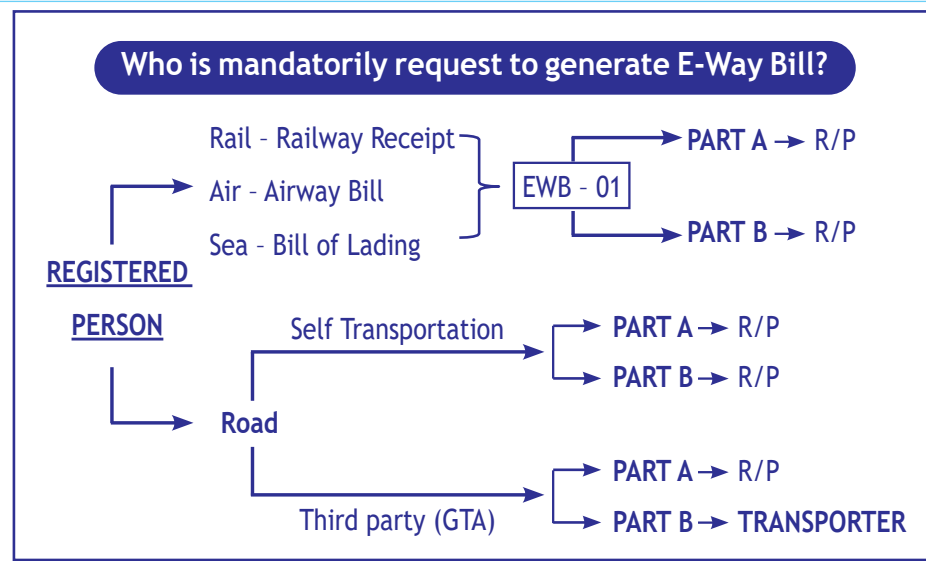 Who is mandatorily request to generate E-Way Bill?
Rail – Railway Receipt
Air – Airway Bill
Sea – Bill of Lading
EWB – 01
PART A R/P
PART B R/P
REGISTERED
PERSON
Self Transportation
PART A R/P
PART B R/P
Road
Third party (GTA)
PART A R/P
PART B TRANSPORTER